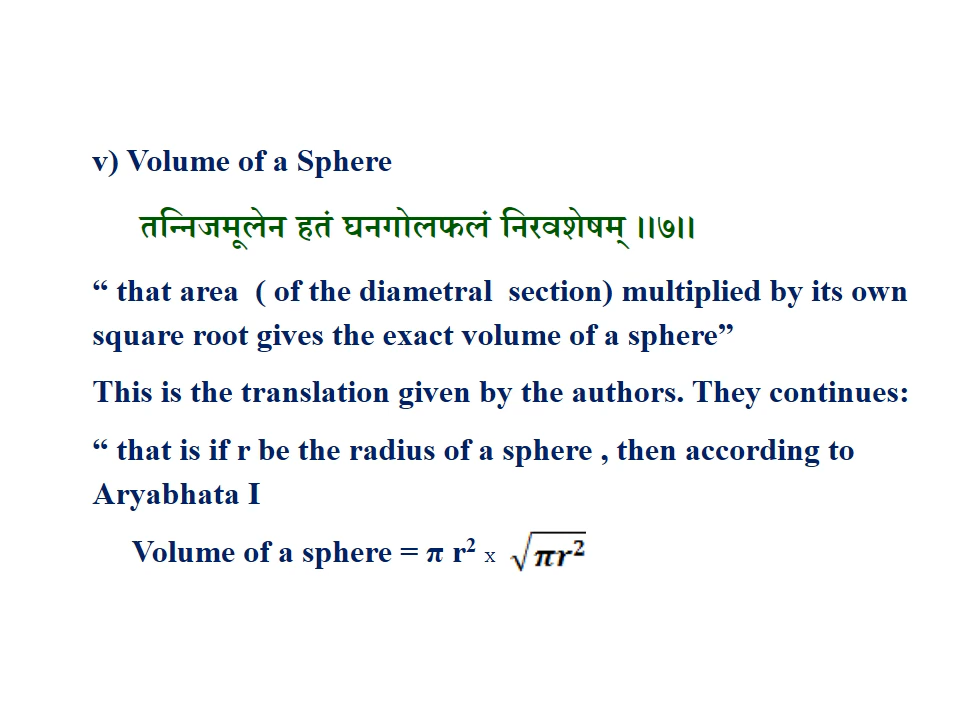 v) Volume of a Sphere
तन्निजमूलेन हतं घनगोलफलं निरवशेषम् ।।७।।
“ that area ( of the diametral section) multiplied by its own
square root gives the exact volume of a sphere”
This is the translation given by the authors. They continues:
“ that is if r be the radius of a sphere , then according to
Aryabhata I
Volume of a sphere = π r² x √πr²